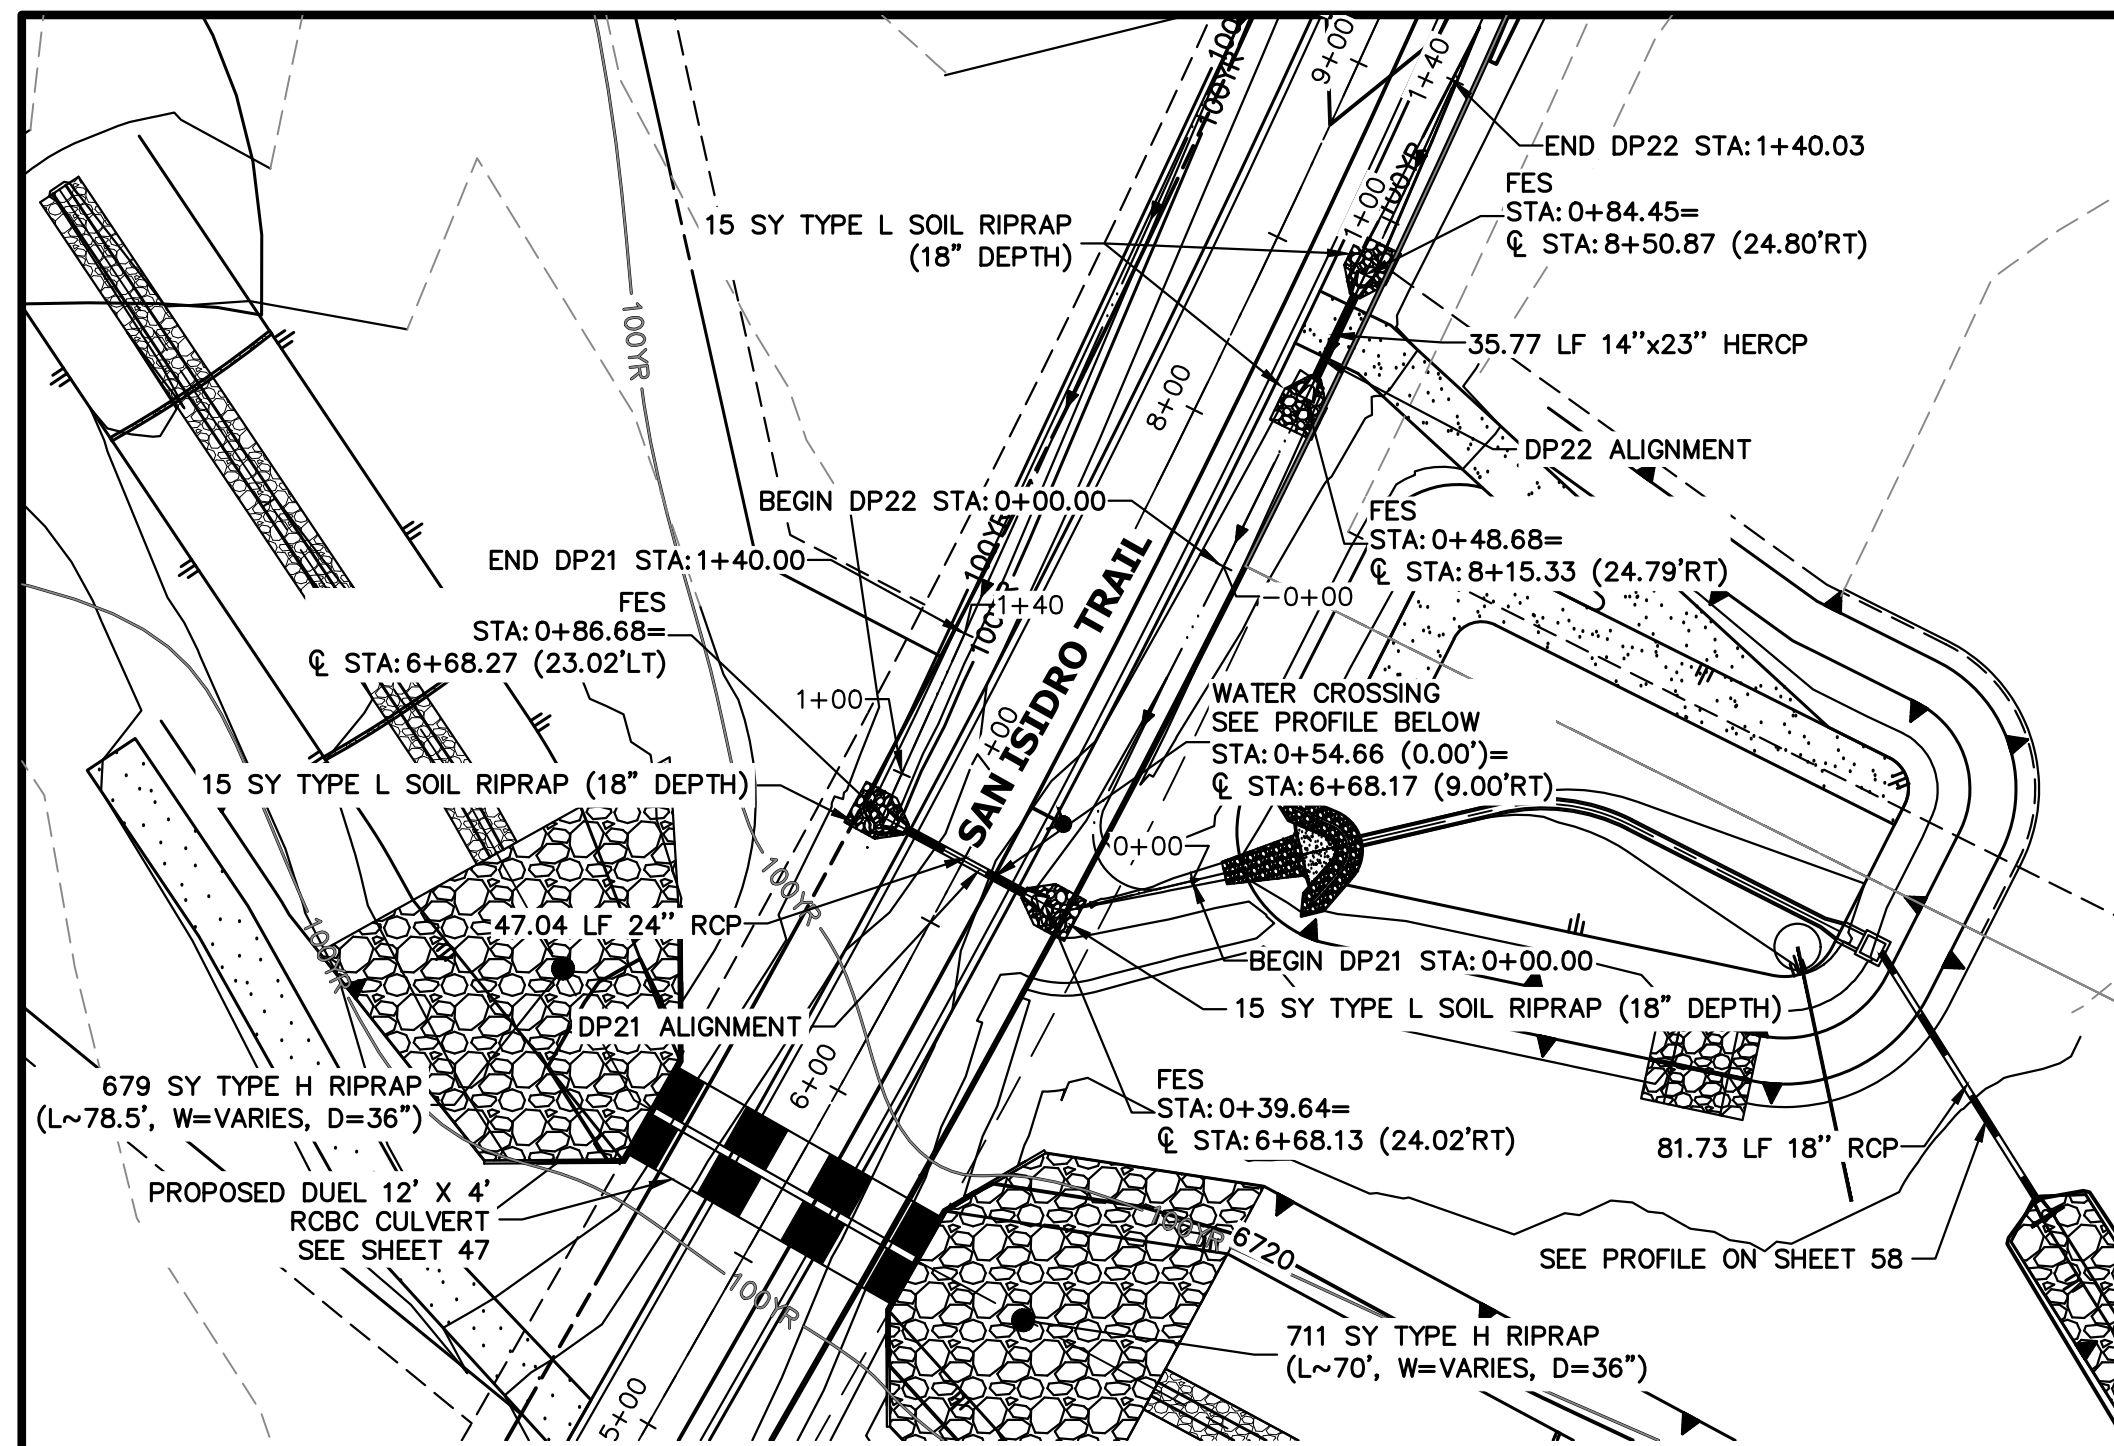 100YR
100YR
9+00
1+40
END DP22 STA:1+40.03
FES
STA:0+84.45=
℄ STA:8+50.87 (24.80'RT)
15 SY TYPE L SOIL RIPRAP
(18" DEPTH)
1+00
100YR
100YR
35.77 LF 14"x23" HERCP
8+00
DP22 ALIGNMENT
BEGIN DP22 STA:0+00.00
FES
STA:0+48.68=
℄ STA:8+15.33 (24.79'RT)
END DP21 STA:1+40.00
100YR
1+40
0+00
FES
STA:0+86.68=
℄ STA:6+68.27 (23.02'LT)
SAN ISIDRO TRAIL
1+00
7+00
WATER CROSSING
SEE PROFILE BELOW
STA:0+54.66 (0.00')=
℄ STA:6+68.17 (9.00'RT)
15 SY TYPE L SOIL RIPRAP (18" DEPTH)
0+00
100YR
100YR
47.04 LF 24" RCP
BEGIN DP21 STA:0+00.00
15 SY TYPE L SOIL RIPRAP (18" DEPTH)
DP21 ALIGNMENT
6+00
679 SY TYPE H RIPRAP
(L~78.5', W=VARIES, D=36")
FES
STA:0+39.64=
℄ STA:6+68.13 (24.02'RT)
81.73 LF 18" RCP
PROPOSED DUEL 12' X 4'
RCBC CULVERT
SEE SHEET 47
100YR
6720
SEE PROFILE ON SHEET 58
100YR
711 SY TYPE H RIPRAP
(L~70', W=VARIES, D=36")
5+00